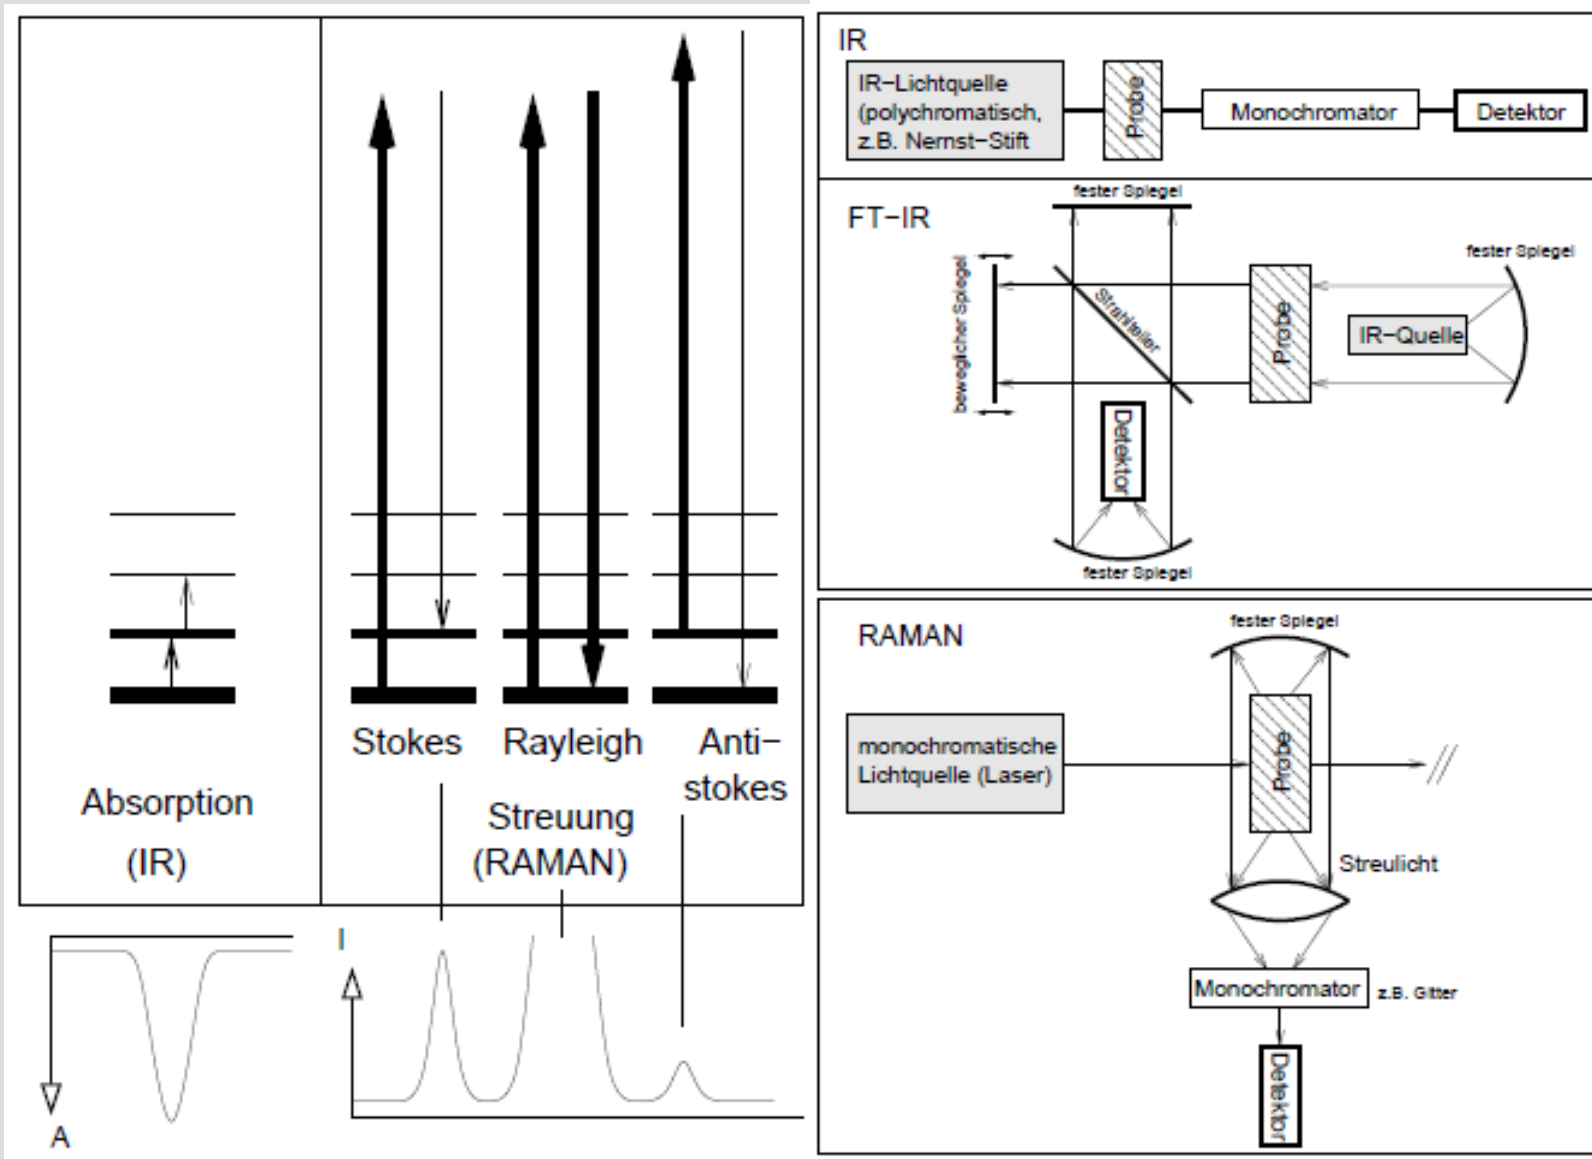 Absorption
(IR)
Stokes
Rayleigh
Anti−
stokes
Streuung
(RAMAN)
A
I
IR
IR−Lichtquelle
(polychromatisch,
z.B. Nernst−Stift
Probe
Monochromator
Detektor
FT−IR
fester Spiegel
beweglicher Spiegel
Strahlteiler
Probe
IR−Quelle
fester Spiegel
Detektor
fester Spiegel
RAMAN
fester Spiegel
monochromatische
Lichtquelle (Laser)
Probe
Streulicht
Monochromator
z.B. Gitter
Detektor